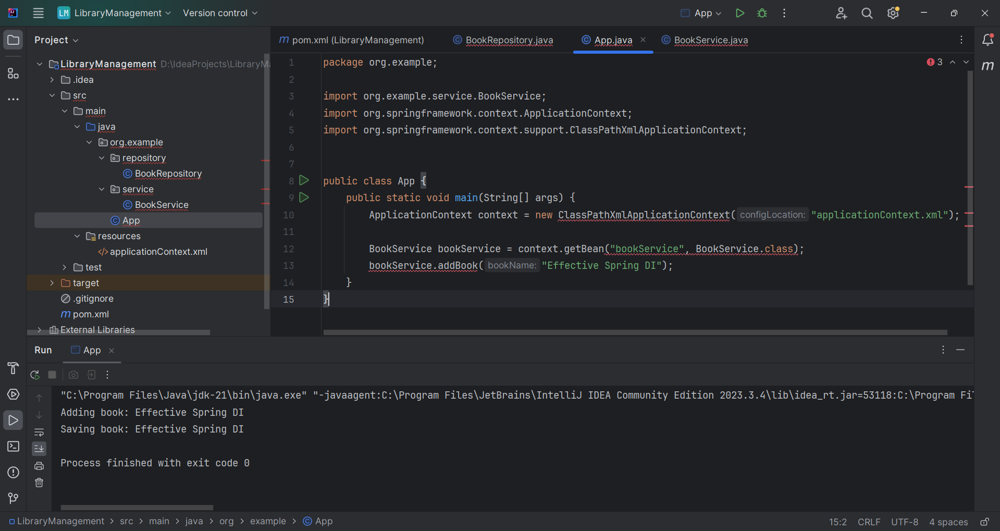 LM LibraryManagement Version control App
Project
pom.xml (LibraryManagement) BookRepository.java App.java BookService.java
LibraryManagement D:\IdeaProjects\LibraryM
.idea
src
main
java
org.example
repository
BookRepository
service
BookService
App
resources
</> applicationContext.xml
test
target
.gitignore
m pom.xml
External Libraries
3
1 package org.example;
2
3 import org.example.service.BookService;
4 import org.springframework.context.ApplicationContext;
5 import org.springframework.context.support.ClassPathXmlApplicationContext;
6
7
8 public class App {
9 public static void main(String[] args) {
10 ApplicationContext context = new ClassPathXmlApplicationContext( configLocation: "applicationContext.xml");
11
12 BookService bookService = context.getBean("bookService", BookService.class);
13 bookService.addBook( bookName: "Effective Spring DI");
14 }
15 }
Run App
"C:\Program Files\Java\jdk-21\bin\java.exe" "-javaagent:C:\Program Files\JetBrains\IntelliJ IDEA Community Edition 2023.3.4\lib\idea_rt.jar=53118:C:\Program Fi
Adding book: Effective Spring DI
Saving book: Effective Spring DI
Process finished with exit code 0
LibraryManagement > src > main > java > org > example > App
15:2 CRLF UTF-8 4 spaces